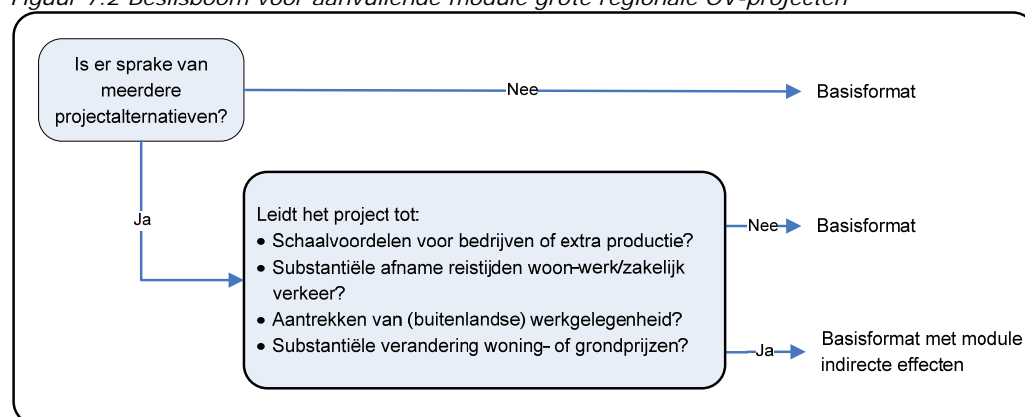 Figuur 7.2 Beslisboom voor aanvullende module grote regionale OV-projecten
Is er sprake van
meerdere
projectalternatieven?
Nee
Basisformat
Ja
Leidt het project tot:
• Schaalvoordelen voor bedrijven of extra productie?
• Substantiële afname reistijden woon-werk/zakelijk
verkeer?
• Aantrekken van (buitenlandse) werkgelegenheid?
• Substantiële verandering woning- of grondprijzen?
Nee
Basisformat
Ja
Basisformat met module
indirecte effecten